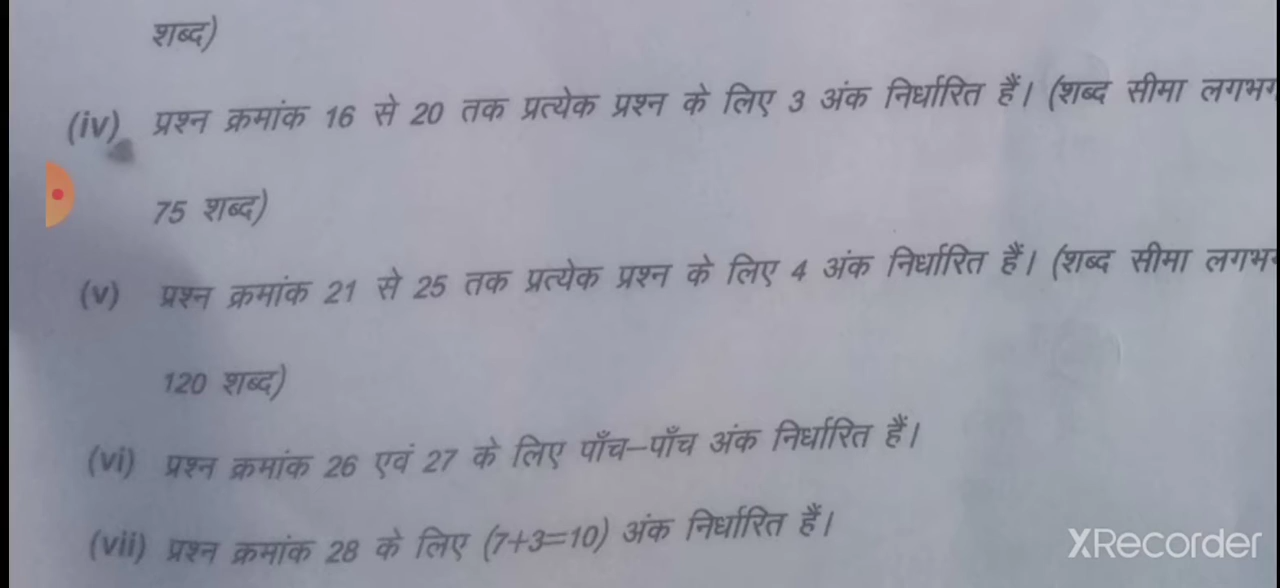 शब्द)
(iv) प्रश्न क्रमांक 16 से 20 तक प्रत्येक प्रश्न के लिए 3 अंक निर्धारित हैं। (शब्द सीमा लगभग
75 शब्द)
(v) प्रश्न क्रमांक 21 से 25 तक प्रत्येक प्रश्न के लिए 4 अंक निर्धारित हैं। (शब्द सीमा लगभग
120 शब्द)
(vi) प्रश्न क्रमांक 26 एवं 27 के लिए पाँच–पाँच अंक निर्धारित हैं।
(vii) प्रश्न क्रमांक 28 के लिए (7+3=10) अंक निर्धारित हैं।
XRecorder